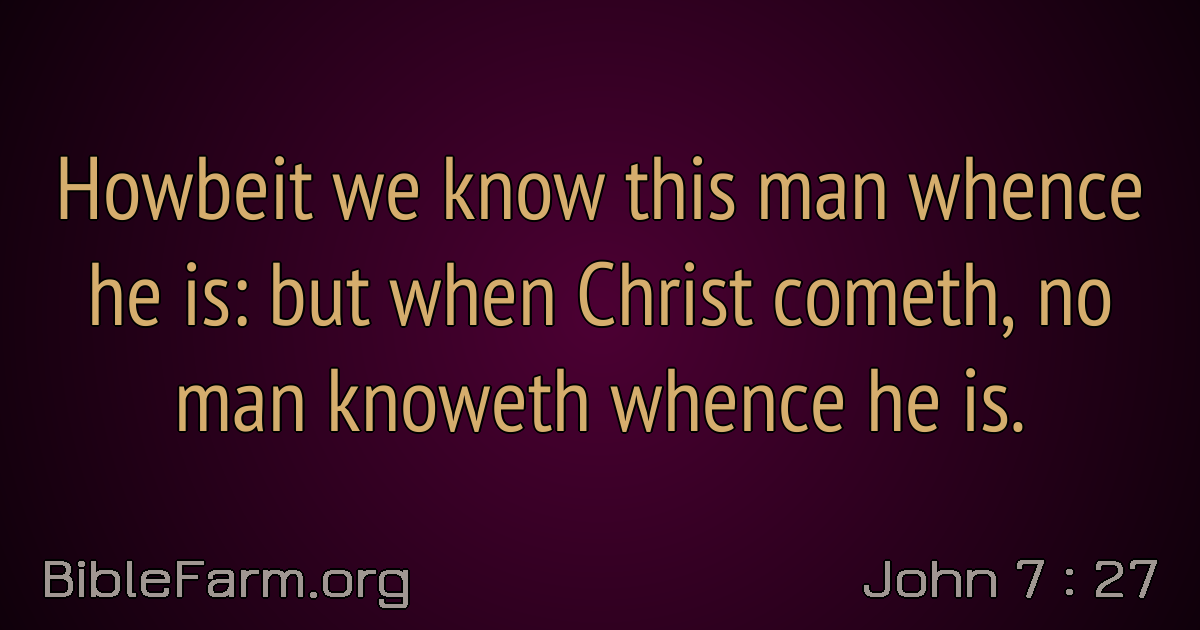 Howbeit we know this man whence
he is: but when Christ cometh, no
man knoweth whence he is.
BibleFarm.org
John 7 : 27